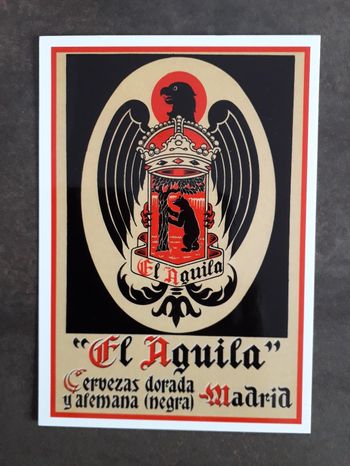 El Aguila
"El Aguila"
Cervezas dorada
y alemana (negra) Madrid